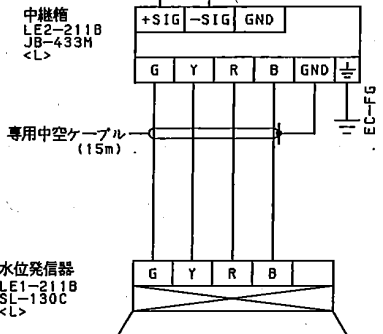 中継箱
LE2-211B
JB-433M
<L>
+SIG -SIG GND
G Y R B GND
EC-FG
専用中空ケーブル
(15m)
水位発信器
LE1-211B
SL-130C
<L>
G Y R B